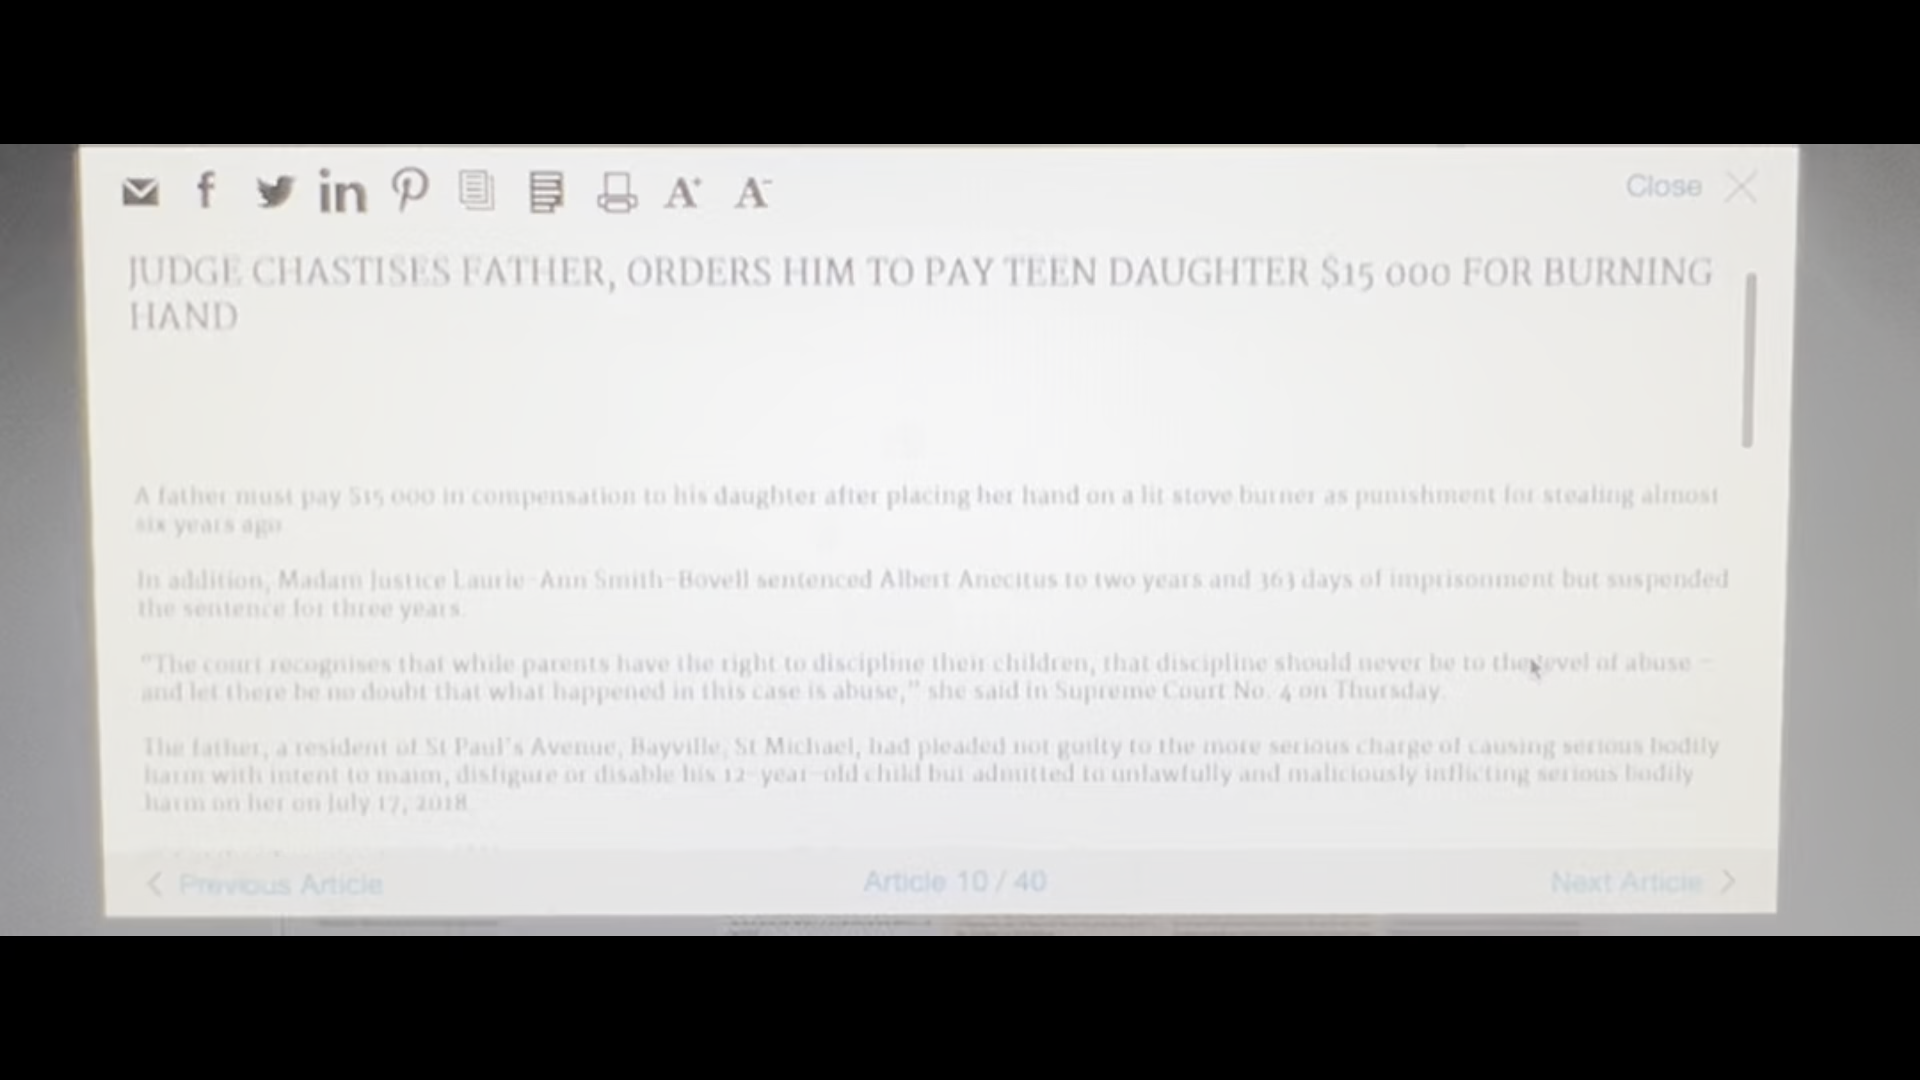 Close
JUDGE CHASTISES FATHER, ORDERS HIM TO PAY TEEN DAUGHTER $15 000 FOR BURNING
HAND
A father must pay $15 000 in compensation to his daughter after placing her hand on a lit stove burner as punishment for stealing almost
six years ago
In addition, Madam Justice Laurie-Ann Smith-Bovell sentenced Albert Anecitus to two years and 363 days of imprisonment but suspended
the sentence for three years.
"The court recognises that while parents have the right to discipline their children, that discipline should never be to the level of abuse –
and let there be no doubt that what happened in this case is abuse," she said in Supreme Court No. 4 on Thursday.
The father, a resident of St Paul's Avenue, Bayville, St Michael, had pleaded not guilty to the more serious charge of causing serious bodily
harm with intent to maim, disfigure or disable his 12-year-old child but admitted to unlawfully and maliciously inflicting serious bodily
harm on her on July 17, 2018
Previous Article
Article 10 / 40
Next Article